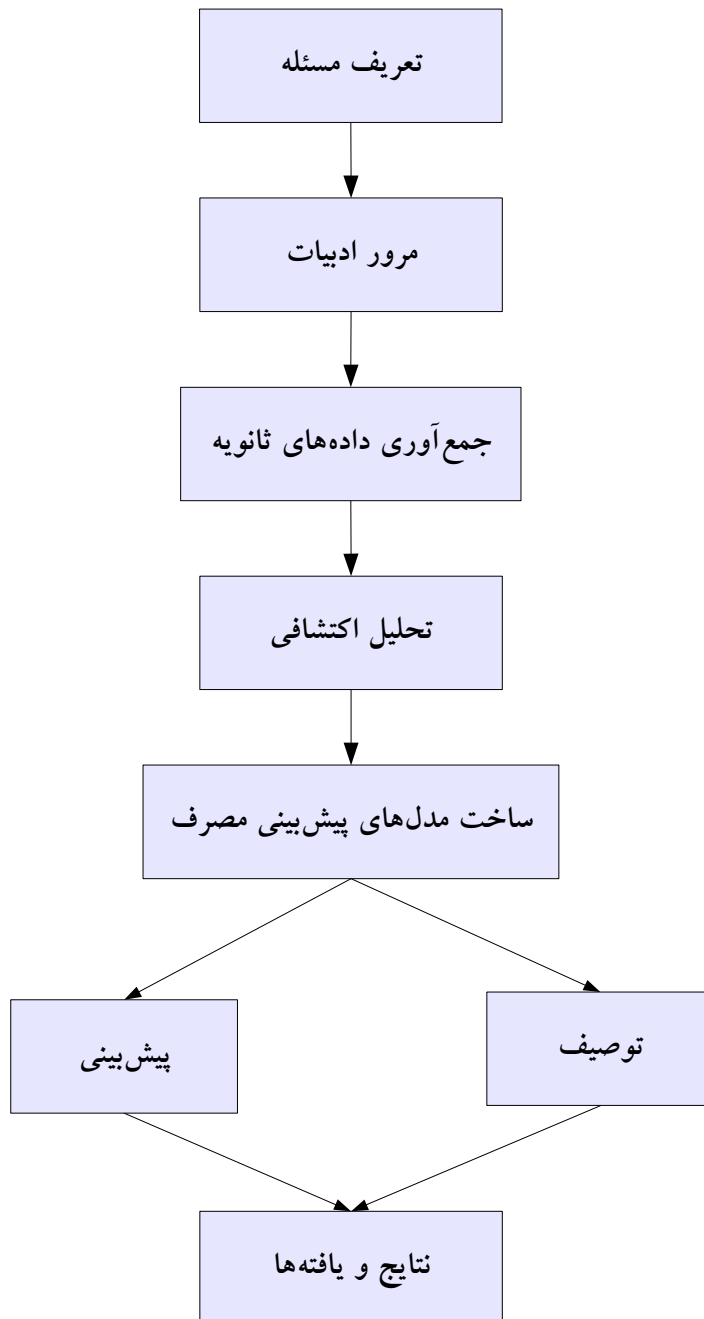 تعریف مسئله
مرور ادبیات
جمع‌آوری داده‌های ثانویه
تحلیل اکتشافی
ساخت مدل‌های پیش‌بینی مصرف
توصیف
پیش‌بینی
نتایج و یافته‌ها